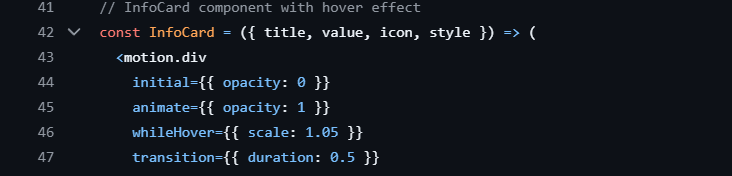 41 // InfoCard component with hover effect
42 const InfoCard = ({ title, value, icon, style }) => (
43 <motion.div
44 initial={{ opacity: 0 }}
45 animate={{ opacity: 1 }}
46 whileHover={{ scale: 1.05 }}
47 transition={{ duration: 0.5 }}